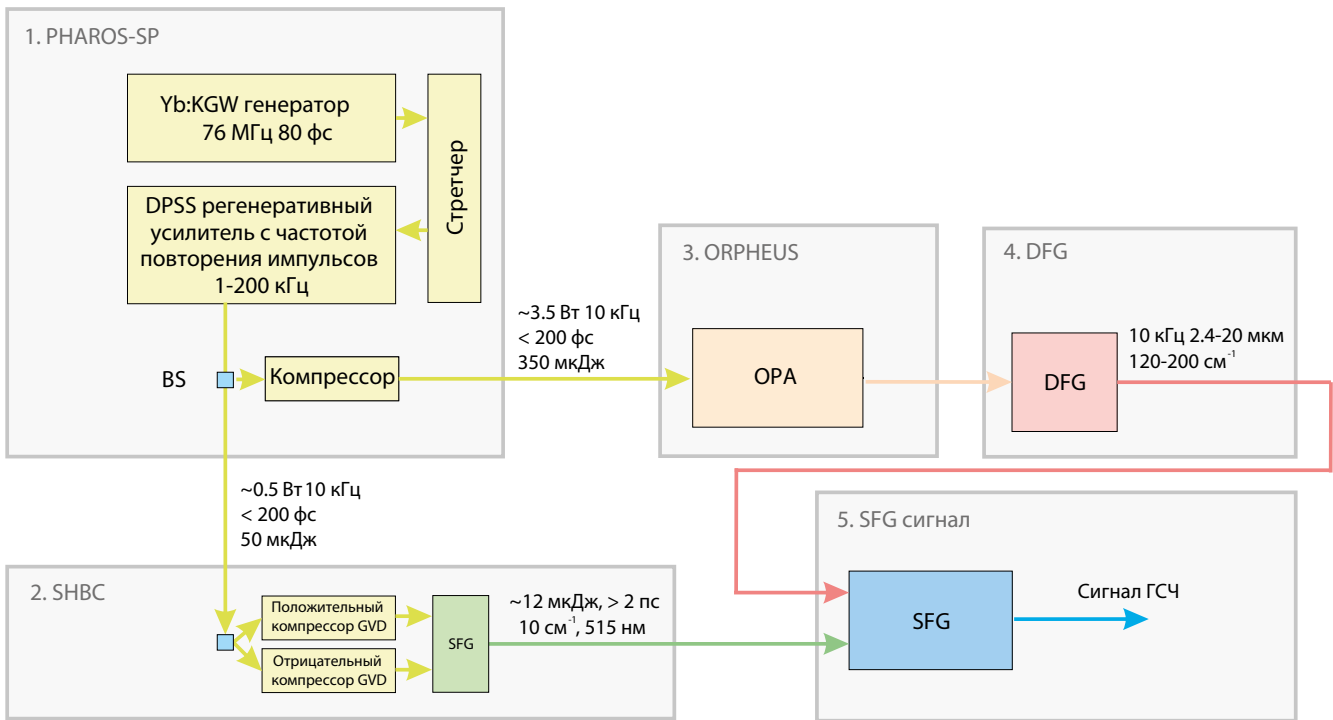 1. PHAROS-SP
Yb:KGW генератор
76 МГц 80 фс
Стретчер
DPSS регенеративный
усилитель с частотой
повторения импульсов
1-200 кГц
BS
Компрессор
~3.5 Вт 10 кГц
< 200 фс
350 мкДж
3. ORPHEUS
OPA
4. DFG
DFG
10 кГц 2.4-20 мкм
120-200 см⁻¹
~0.5 Вт 10 кГц
< 200 фс
50 мкДж
2. SHBC
Положительный
компрессор GVD
Отрицательный
компрессор GVD
SFG
~12 мкДж, > 2 пс
10 см⁻¹, 515 нм
5. SFG сигнал
SFG
Сигнал ГСЧ